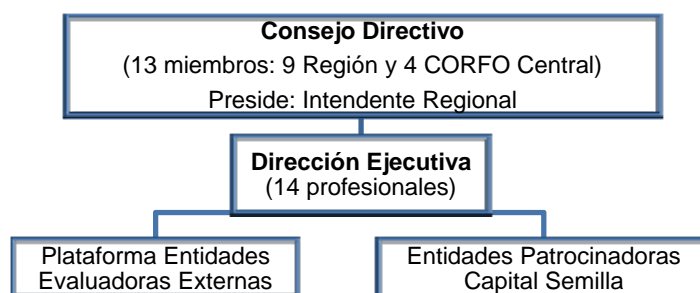 Consejo Directivo
(13 miembros: 9 Región y 4 CORFO Central)
Preside: Intendente Regional
Dirección Ejecutiva
(14 profesionales)
Plataforma Entidades
Evaluadoras Externas
Entidades Patrocinadoras
Capital Semilla